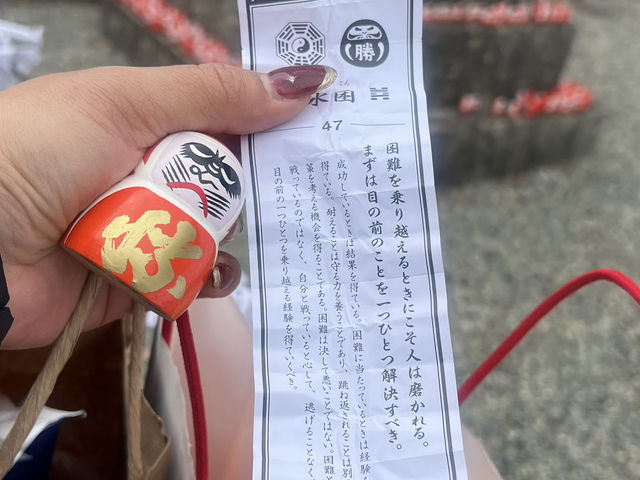 勝
こん
水困
47
困難を乗り越えるときにこそ人は磨かれる。
まずは目の前のことを一つひとつ解決すべき。
成功しているときは結果を得ている。困難に当たっているときは経験
得ている。耐えることは守る力を養うことであり、跳ね返されることは別
策を考える機会を得ることである。困難は決して悪いことではない。困難と
戦っているのではなく、自分と戦っていると心して、逃げることなく、
目の前の一つひとつを乗り越える経験を得ていくべき。